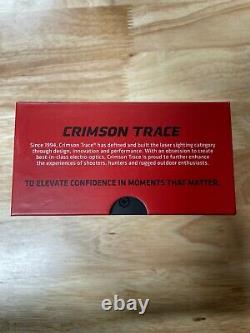 CRIMSON TRACE
Since 1994, Crimson Trace® has defined and built the laser sighting category
through design, innovation and performance. With an obsession to create
best-in-class electro-optics, Crimson Trace is proud to further enhance
the experiences of shooters, hunters and rugged outdoor enthusiasts.
TO ELEVATE CONFIDENCE IN MOMENTS THAT MATTER.
thumbimg.com